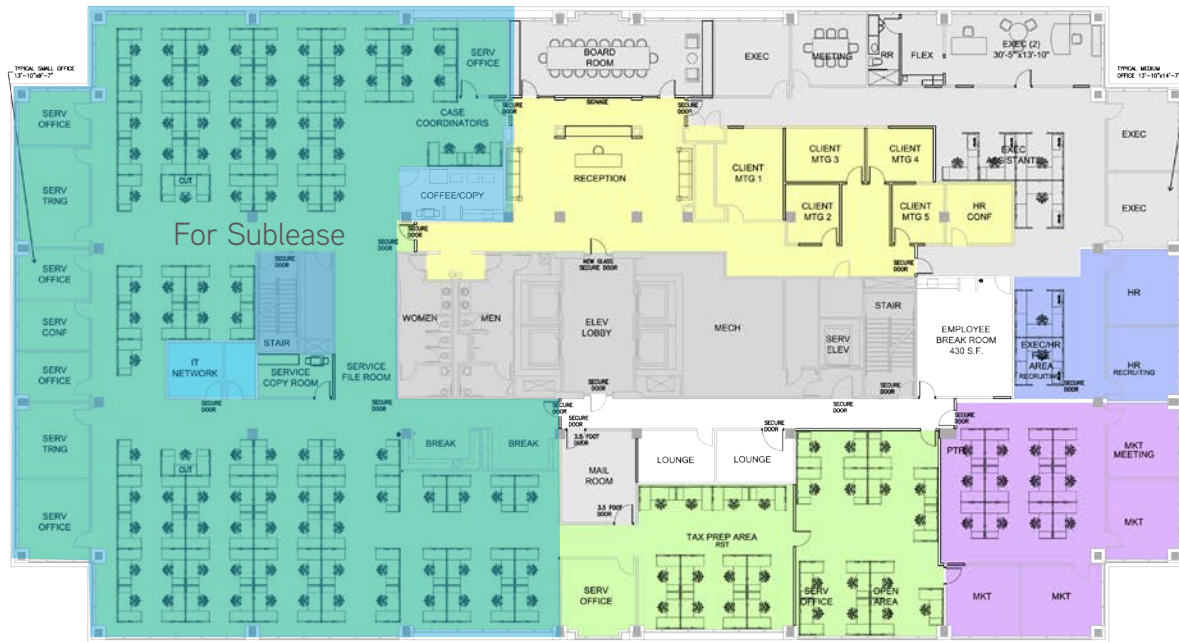 TYPICAL SMALL OFFICE
13'-10"x9'-7"
SERV
OFFICE
BOARD
ROOM
EXEC
MEETING
RR
FLEX
EXEC (2)
30'-5"x13'-10"
TYPICAL MEDIUM
OFFICE 13'-10"x14'-7"
SERV
OFFICE
SECURE
DOOR
SIGNAGE
SECURE
DOOR
CASE
COORDINATORS
CLIENT
MTG 3
CLIENT
MTG 4
EXEC
ASSISTANT
EXEC
SERV
TRNG
CUT
COFFEE/COPY
RECEPTION
CLIENT
MTG 1
CLIENT
MTG 2
CLIENT
MTG 5
HR
CONF
EXEC
For Sublease
SECURE
DOOR
SECURE
DOOR
SECURE
DOOR
NEW GLASS
SECURE DOOR
SECURE
DOOR
SERV
OFFICE
HR
SERV
CONF
STAIR
WOMEN
MEN
ELEV
LOBBY
MECH
STAIR
SERV
ELEV
EMPLOYEE
BREAK ROOM
430 S.F.
EXEC/HR
AREA
RECRUITING
HR
RECRUITING
SERV
OFFICE
IT
NETWORK
SERVICE
COPY ROOM
SERVICE
FILE ROOM
SECURE
DOOR
SECURE
DOOR
SECURE
DOOR
SECURE
DOOR
SECURE
DOOR
SECURE
DOOR
SECURE
DOOR
SECURE
DOOR
SECURE
DOOR
SERV
TRNG
CUT
BREAK
BREAK
3.5 FOOT
DOOR
MAIL
ROOM
LOUNGE
LOUNGE
PTR
MKT
MEETING
SERV
OFFICE
3.5 FOOT
DOOR
TAX PREP AREA
RST
MKT
SERV
OFFICE
SERV
OFFICE
OPEN
AREA
MKT
MKT